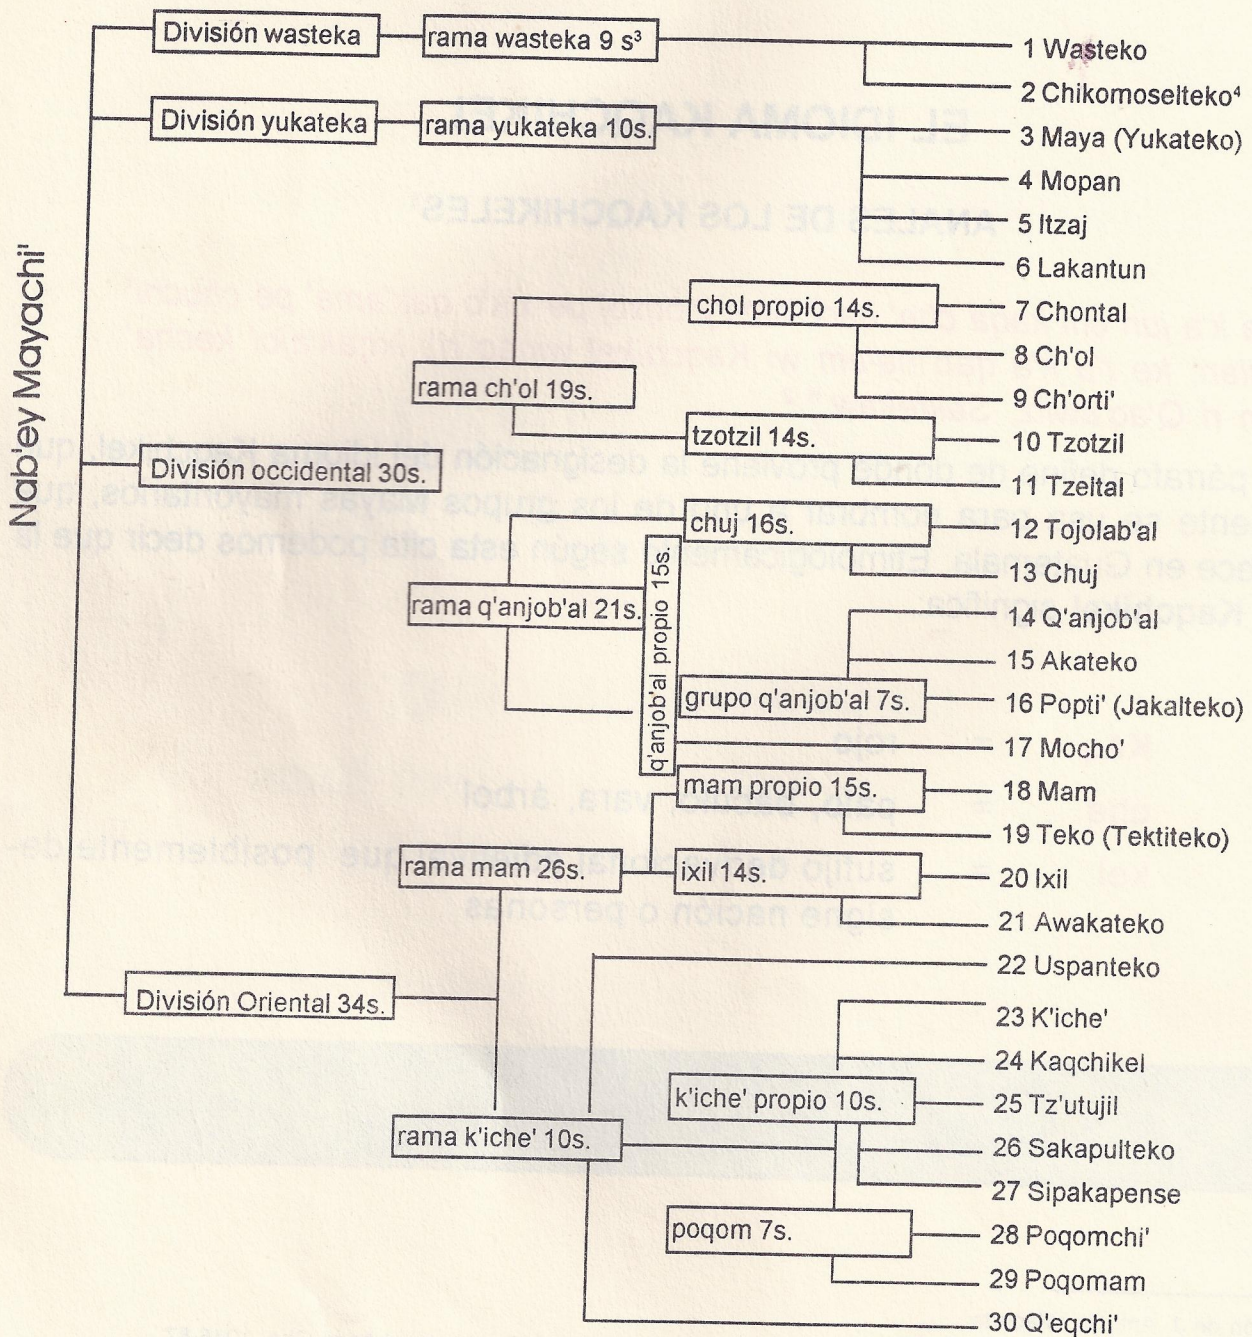 Nab'ey Mayachi'
División wasteka
rama wasteka 9 s³
1 Wasteko
2 Chikomoselteko⁴
División yukateka
rama yukateka 10s.
3 Maya (Yukateko)
4 Mopan
5 Itzaj
6 Lakantun
División occidental 30s.
rama ch'ol 19s.
chol propio 14s.
7 Chontal
8 Ch'ol
9 Ch'orti'
tzotzil 14s.
10 Tzotzil
11 Tzeltal
rama q'anjob'al 21s.
chuj 16s.
12 Tojolab'al
13 Chuj
q'anjob'al propio 15s.
14 Q'anjob'al
15 Akateko
grupo q'anjob'al 7s.
16 Popti' (Jakalteko)
17 Mocho'
División Oriental 34s.
rama mam 26s.
mam propio 15s.
18 Mam
19 Teko (Tektiteko)
ixil 14s.
20 Ixil
21 Awakateko
rama k'iche' 10s.
22 Uspanteko
23 K'iche'
24 Kaqchikel
k'iche' propio 10s.
25 Tz'utujil
26 Sakapulteko
27 Sipakapense
poqom 7s.
28 Poqomchi'
29 Poqomam
30 Q'eqchi'